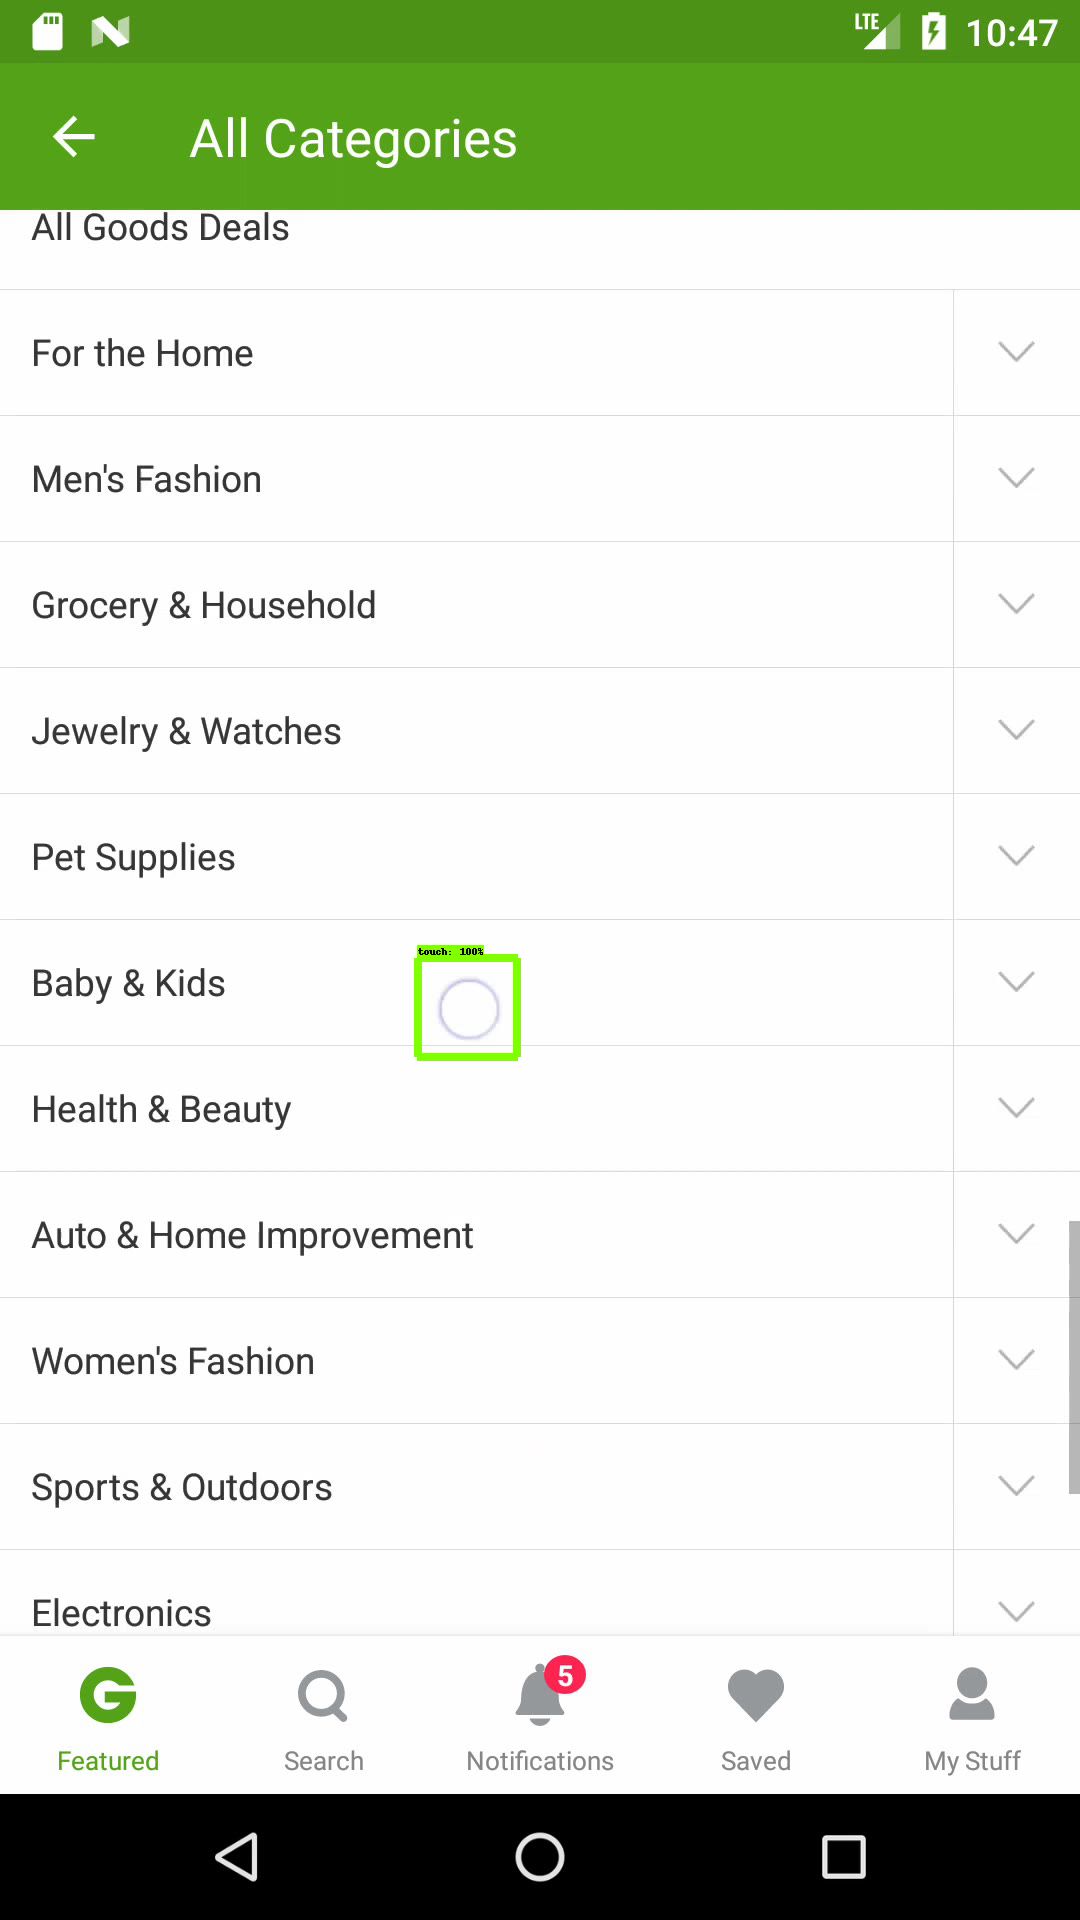 LTE 10:47
All Categories
All Goods Deals
For the Home
Men's Fashion
Grocery & Household
Jewelry & Watches
Pet Supplies
touch: 100%
Baby & Kids
Health & Beauty
Auto & Home Improvement
Women's Fashion
Sports & Outdoors
Electronics
5
Featured Search Notifications Saved My Stuff